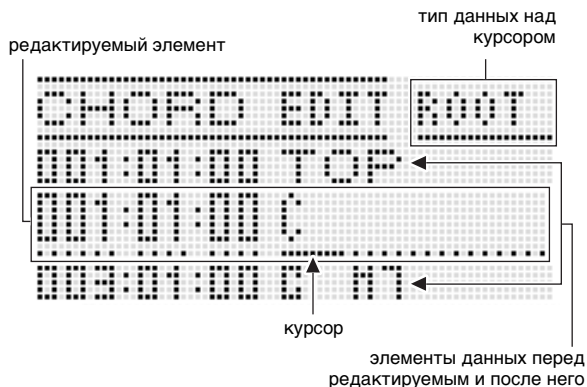 тип данных над
курсором
редактируемый элемент
CHORD EDIT ROOT
001:01:00 TOP
001:01:00 C
003:01:00 G M7
курсор
элементы данных перед
редактируемым и после него